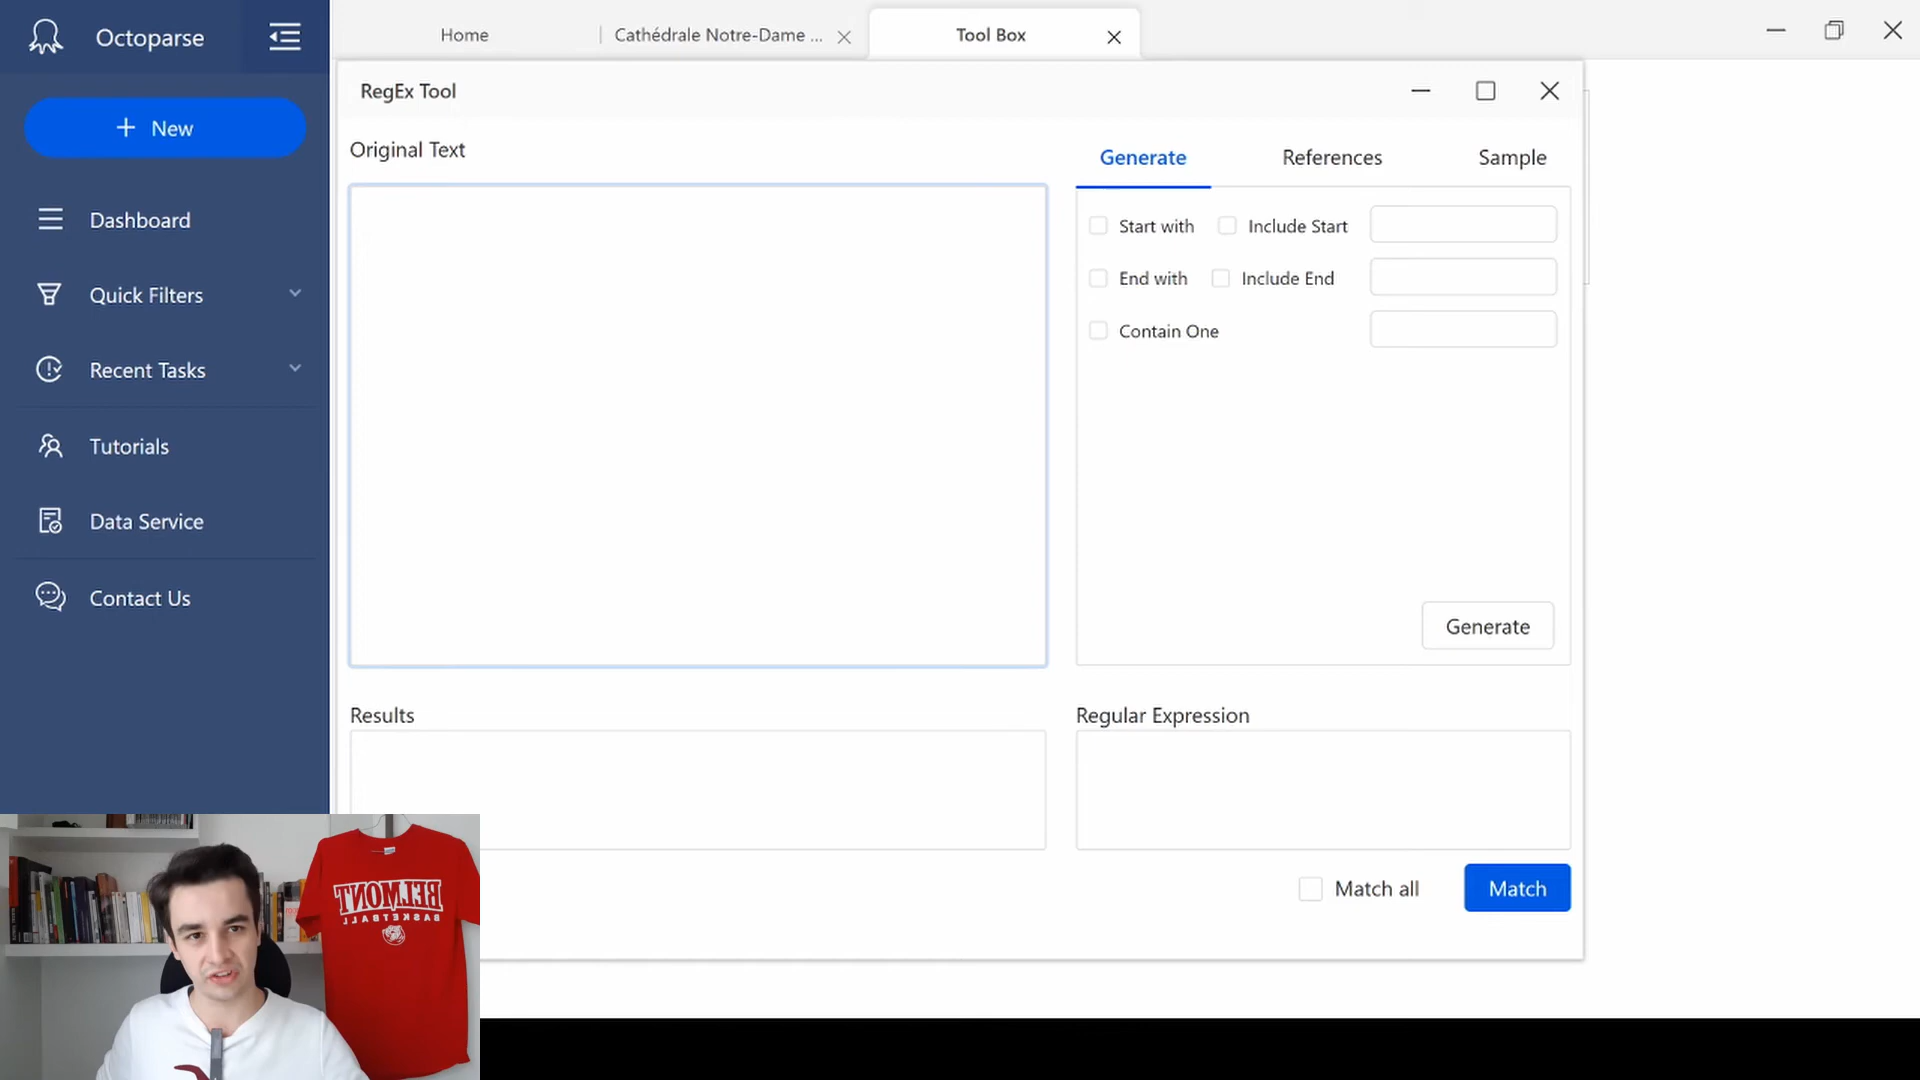 Octoparse
Home
Cathédrale Notre-Dame ...
Tool Box
New
Dashboard
Quick Filters
Recent Tasks
Tutorials
Data Service
Contact Us
RegEx Tool
Original Text
Generate
References
Sample
Start with
Include Start
End with
Include End
Contain One
Generate
Results
Regular Expression
Match all
Match
BELMONT
BASKETBALL